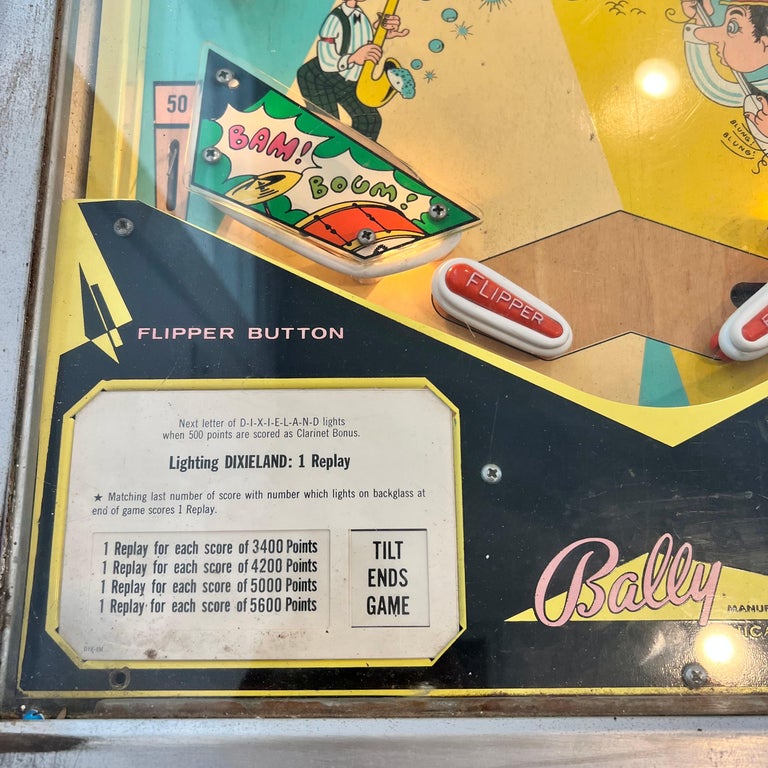 50
BAM!
BOUM!
BLUNG!
BLUNG!
FLIPPER
FLIPPER BUTTON
Next letter of D-I-X-I-E-L-A-N-D lights
when 500 points are scored as Clarinet Bonus.
Lighting DIXIELAND: 1 Replay
★ Matching last number of score with number which lights on backglass at
end of game scores 1 Replay.
1 Replay for each score of 3400 Points
1 Replay for each score of 4200 Points
1 Replay for each score of 5000 Points
1 Replay for each score of 5600 Points
TILT
ENDS
GAME
Bally